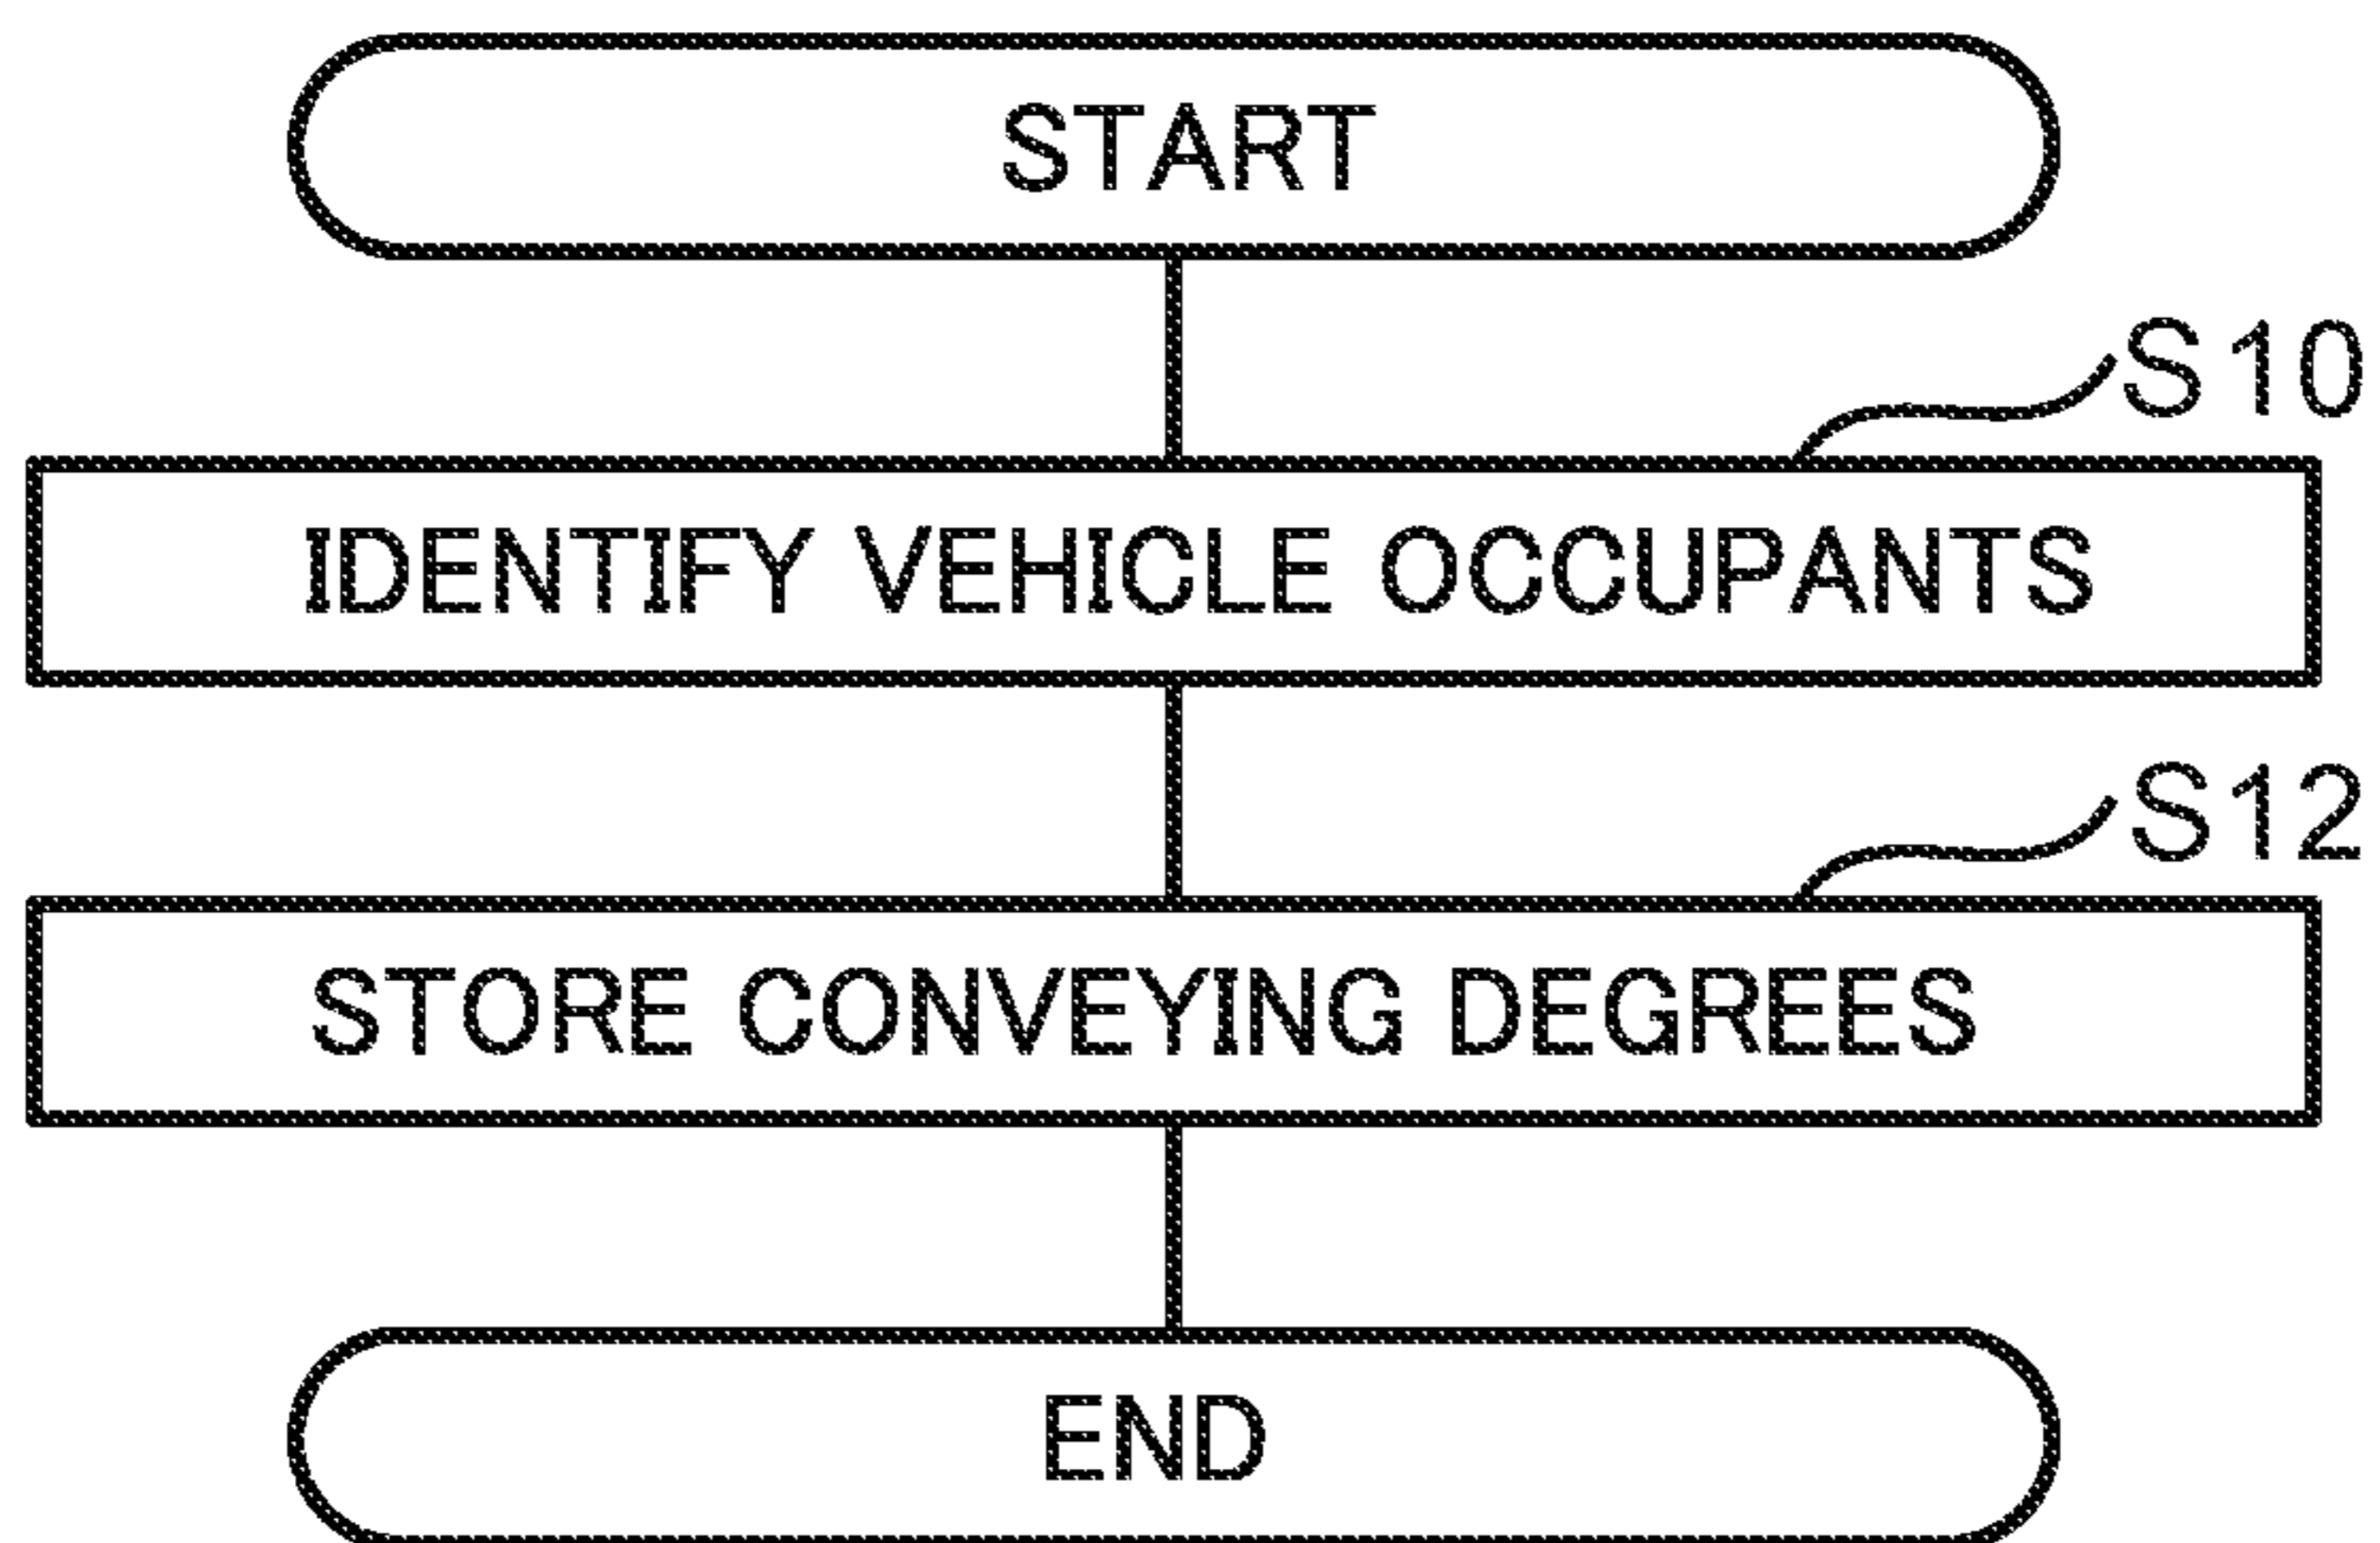 START
S10
IDENTIFY VEHICLE OCCUPANTS
S12
STORE CONVEYING DEGREES
END